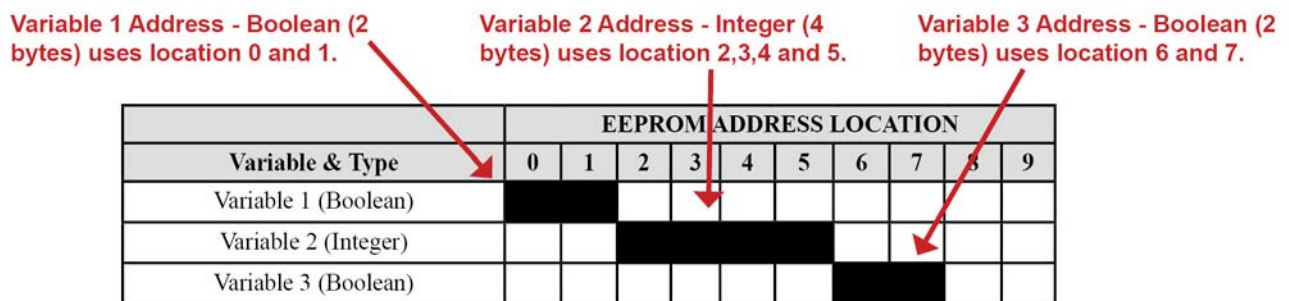 Variable 1 Address - Boolean (2
bytes) uses location 0 and 1.
Variable 2 Address - Integer (4
bytes) uses location 2,3,4 and 5.
Variable 3 Address - Boolean (2
bytes) uses location 6 and 7.
EEPROM ADDRESS LOCATION
Variable & Type 0 1 2 3 4 5 6 7 8 9
Variable 1 (Boolean)
Variable 2 (Integer)
Variable 3 (Boolean)